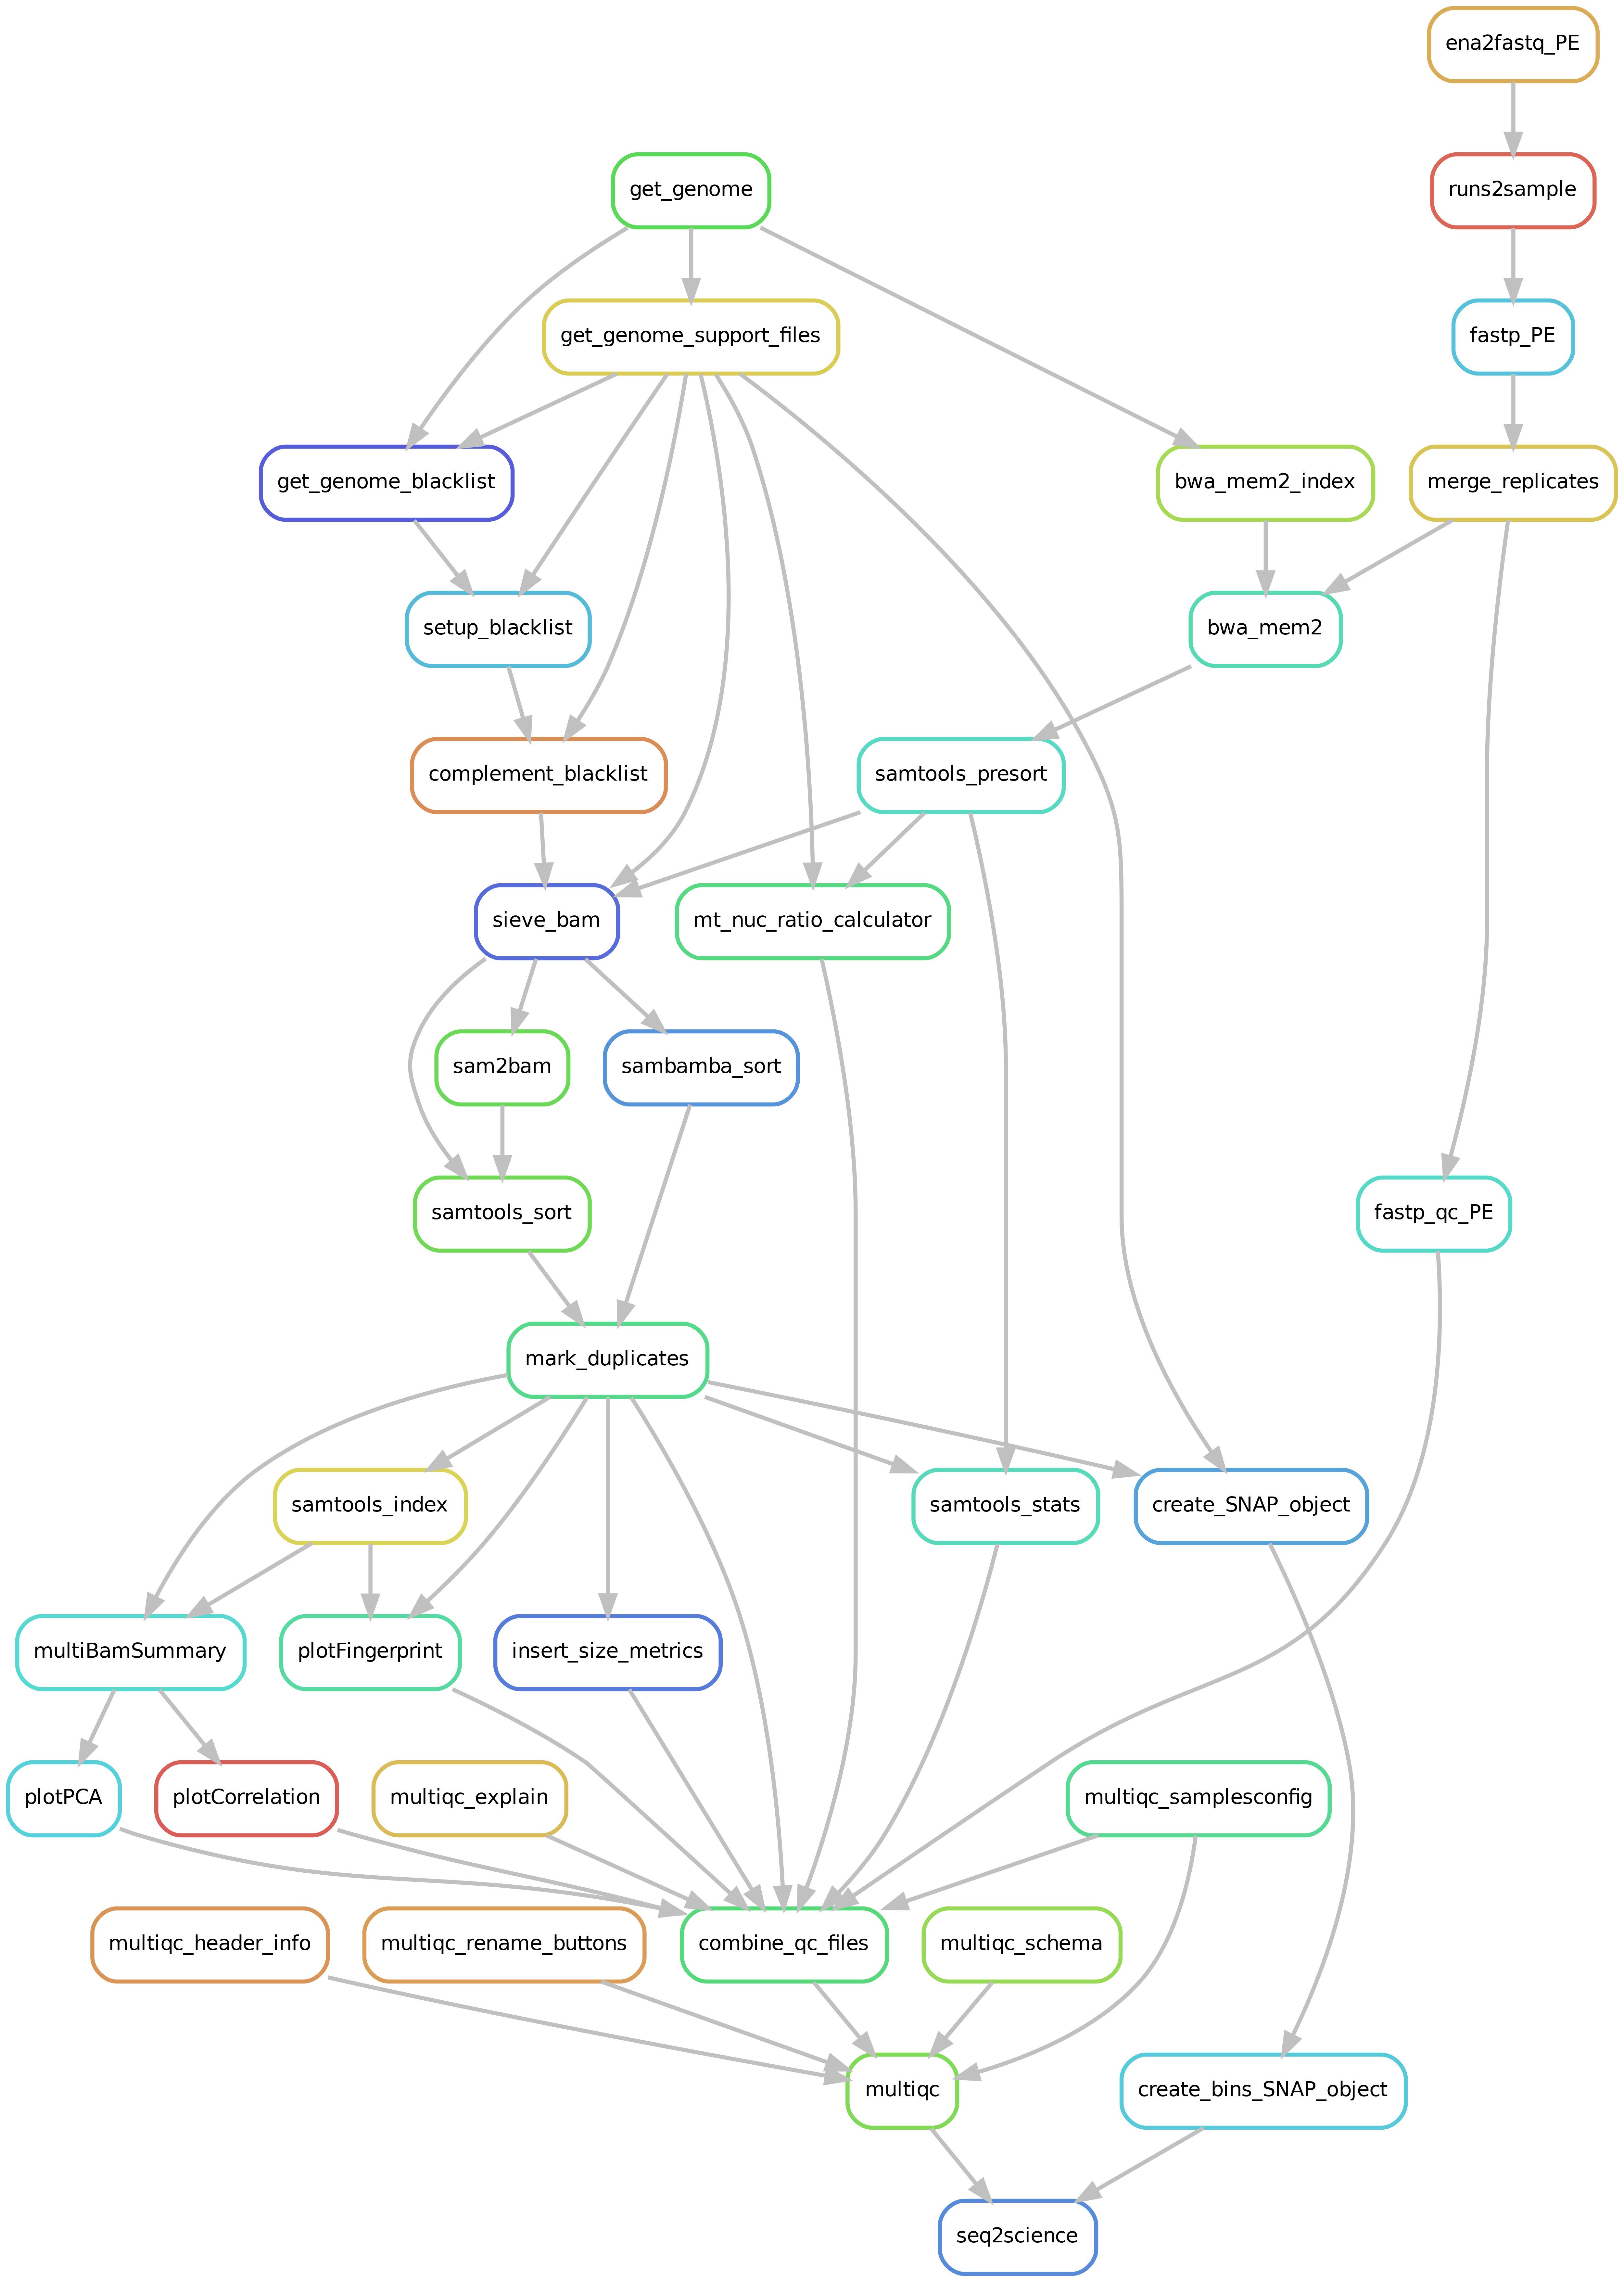 ena2fastq_PE
get_genome
runs2sample
get_genome_support_files
fastp_PE
get_genome_blacklist
bwa_mem2_index
merge_replicates
setup_blacklist
bwa_mem2
complement_blacklist
samtools_presort
sieve_bam
mt_nuc_ratio_calculator
sam2bam
sambamba_sort
samtools_sort
fastp_qc_PE
mark_duplicates
samtools_index
samtools_stats
create_SNAP_object
multiBamSummary
plotFingerprint
insert_size_metrics
plotPCA
plotCorrelation
multiqc_explain
multiqc_samplesconfig
multiqc_header_info
multiqc_rename_buttons
combine_qc_files
multiqc_schema
multiqc
create_bins_SNAP_object
seq2science